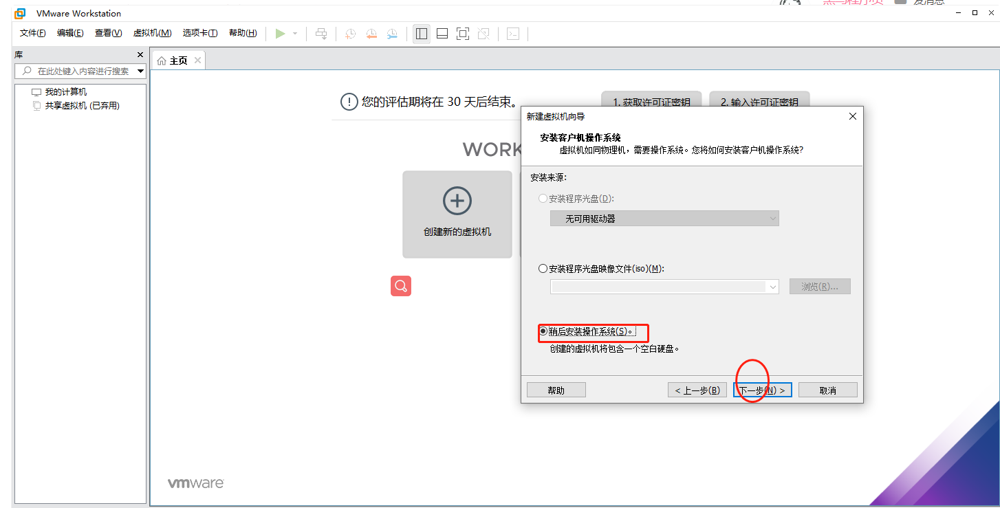 VMware Workstation
文件(F) 编辑(E) 查看(V) 虚拟机(M) 选项卡(T) 帮助(H)
库
在此处键入内容进行搜索
我的计算机
共享虚拟机 (已弃用)
主页
您的评估期将在 30 天后结束。
1. 获取许可证密钥
2. 输入许可证密钥
WORK
创建新的虚拟机
新建虚拟机向导
安装客户机操作系统
虚拟机如同物理机，需要操作系统。您将如何安装客户机操作系统?
安装来源:
安装程序光盘(D):
无可用驱动器
安装程序光盘映像文件(iso)(M):
浏览(R)...
稍后安装操作系统(S)。
创建的虚拟机将包含一个空白硬盘。
帮助
< 上一步(B)
下一步(N) >
取消
vmware